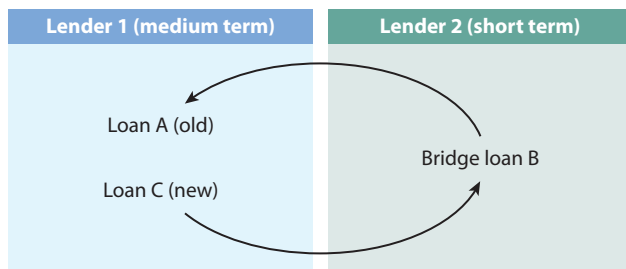 Lender 1 (medium term)
Lender 2 (short term)
Loan A (old)
Bridge loan B
Loan C (new)